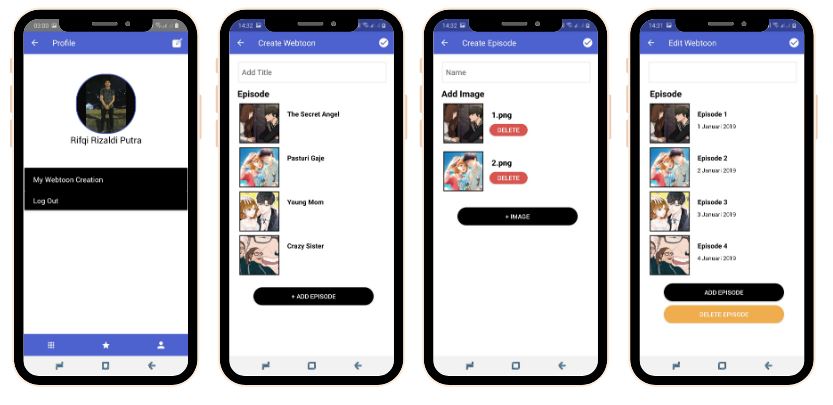 03:03
Profile
Rifqi Rizaldi Putra
My Webtoon Creation
Log Out
14:32
Create Webtoon
Add Title
Episode
The Secret Angel
Pasturi Gaje
Young Mom
Crazy Sister
+ ADD EPISODE
14:32
Create Episode
Name
Add Image
1.png
DELETE
2.png
DELETE
+ IMAGE
14:31
Edit Webtoon
Episode
Episode 1
1 Januari 2019
Episode 2
2 Januari 2019
Episode 3
3 Januari 2019
Episode 4
4 Januari 2019
ADD EPISODE
DELETE EPISODE